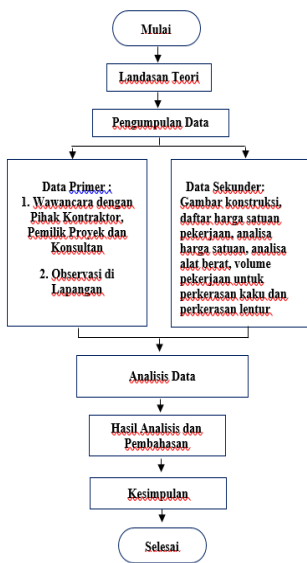 Mulai
Landasan Teori
Pengumpulan Data
Data Primer :
1. Wawancara dengan
Pihak Kontraktor,
Pemilik Proyek dan
Konsultan
2. Observasi di
Lapangan
Data Sekunder:
Gambar konstruksi,
daftar harga satuan
pekerjaan, analisa
harga satuan, analisa
alat berat, volume
pekerjaan untuk
perkerasan kaku dan
perkerasan lentur
Analisis Data
Hasil Analisis dan
Pembahasan
Kesimpulan
Selesai